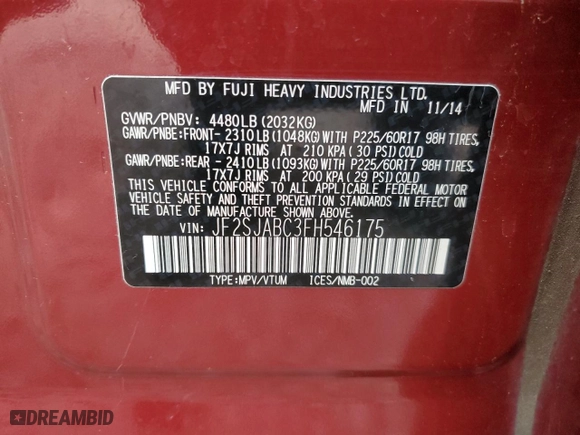 MFD BY FUJI HEAVY INDUSTRIES LTD.
MFD IN 11/14
GVWR/PNBV: 4480LB(2032KG)
GAWR/PNBE:FRONT- 2310LB(1048KG)WITH P225/60R17 98H TIRES,
17X7J RIMS AT 210 KPA( 30 PSI)COLD
GAWR/PNBE:REAR - 2410LB(1093KG)WITH P225/60R17 98H TIRES,
17X7J RIMS AT 200 KPA( 29 PSI)COLD
THIS VEHICLE CONFORMS TO ALL APPLICABLE FEDERAL MOTOR
VEHICLE SAFETY AND THEFT PREVENTION STANDARDS IN EFFECT
ON THE DATE OF MANUFACTURE SHOWN ABOVE.
VIN: JF2SJABC3FH546175
TYPE:MPV/VTUM ICES/NMB-002
DREAMBID